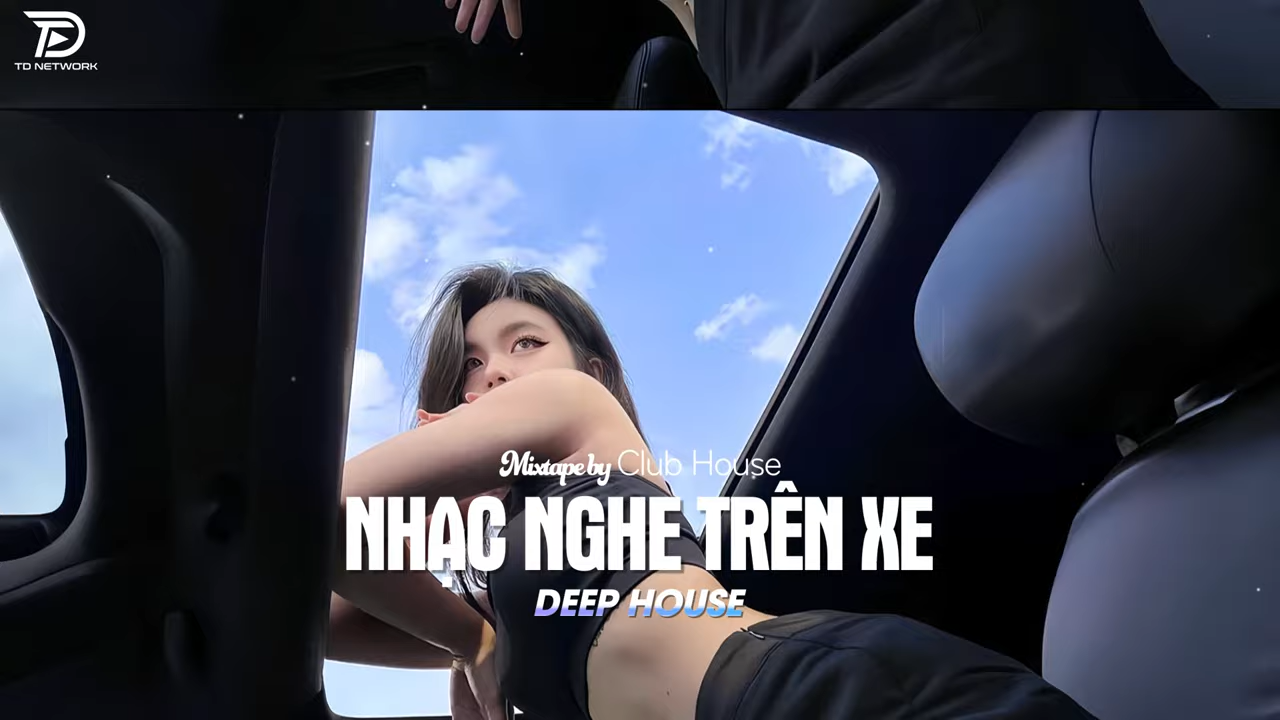 TD NETWORK
Mixtape by Club House
NHẠC NGHE TRÊN XE
DEEP HOUSE